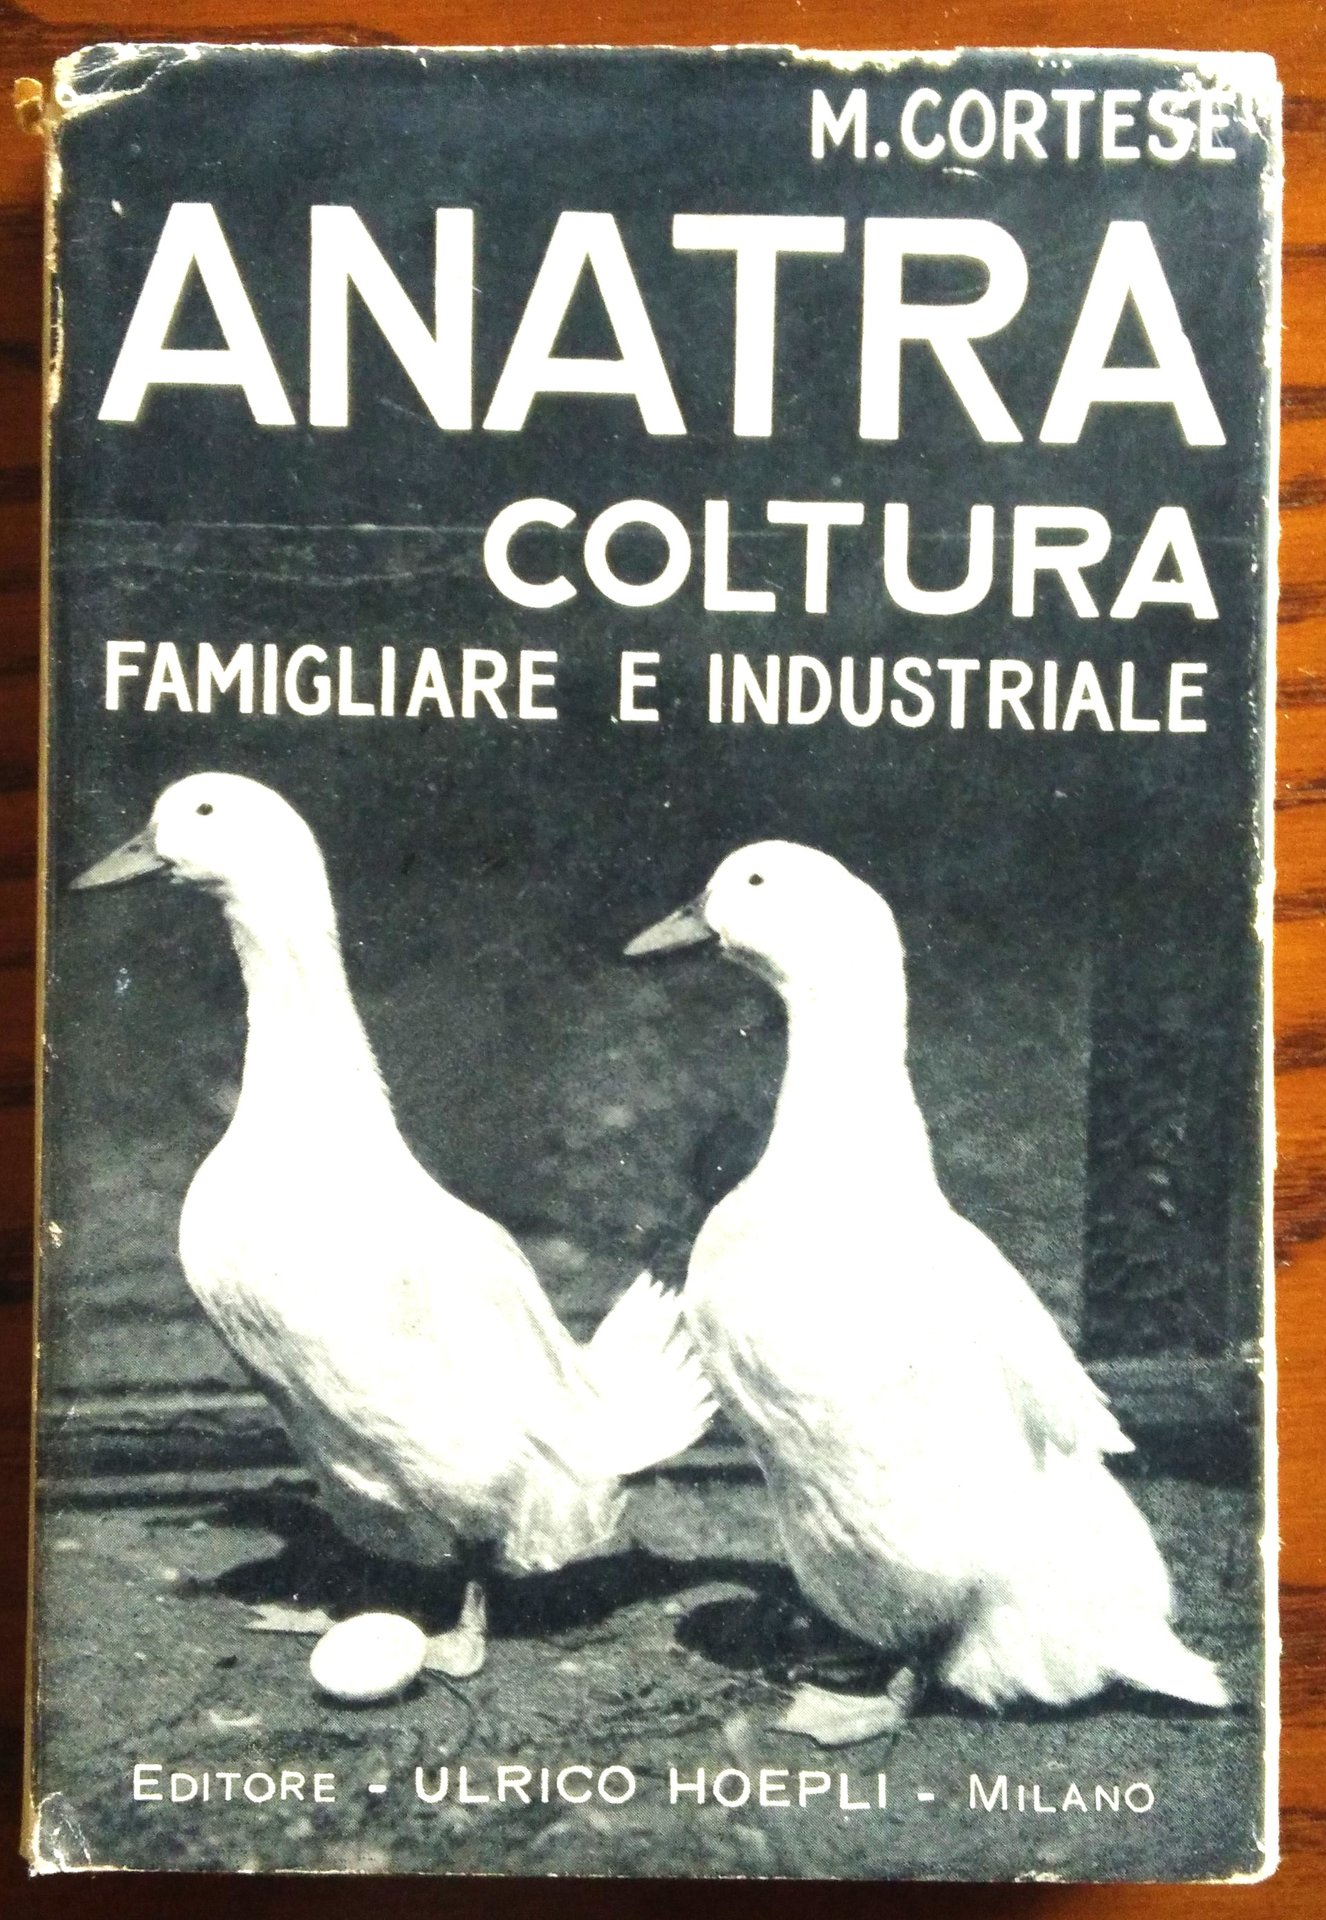 M. CORTESE
ANATRA
COLTURA
FAMIGLIARE E INDUSTRIALE
EDITORE - ULRICO HOEPLI - MILANO